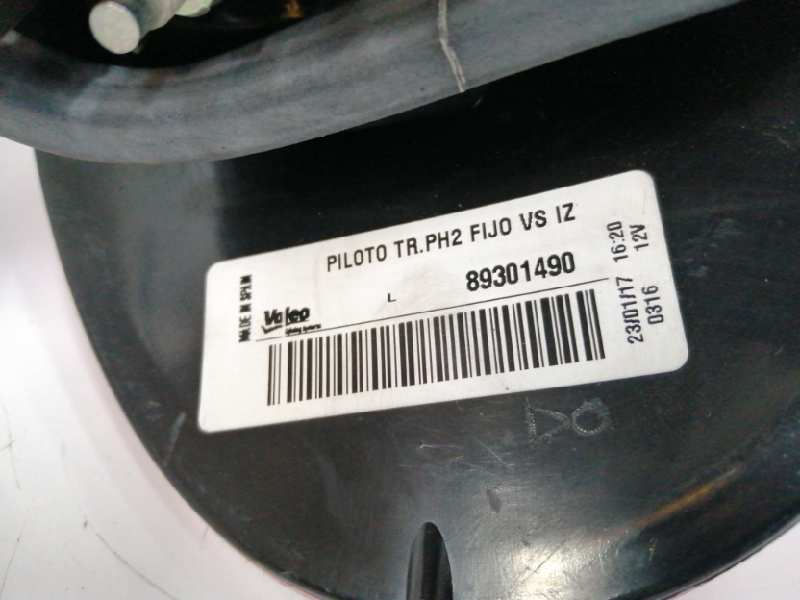 PILOTO TR.PH2 FIJO VS IZ
MADE IN SPAIN
Valeo
L
89301490
23/01/17 16:20
0316 12V